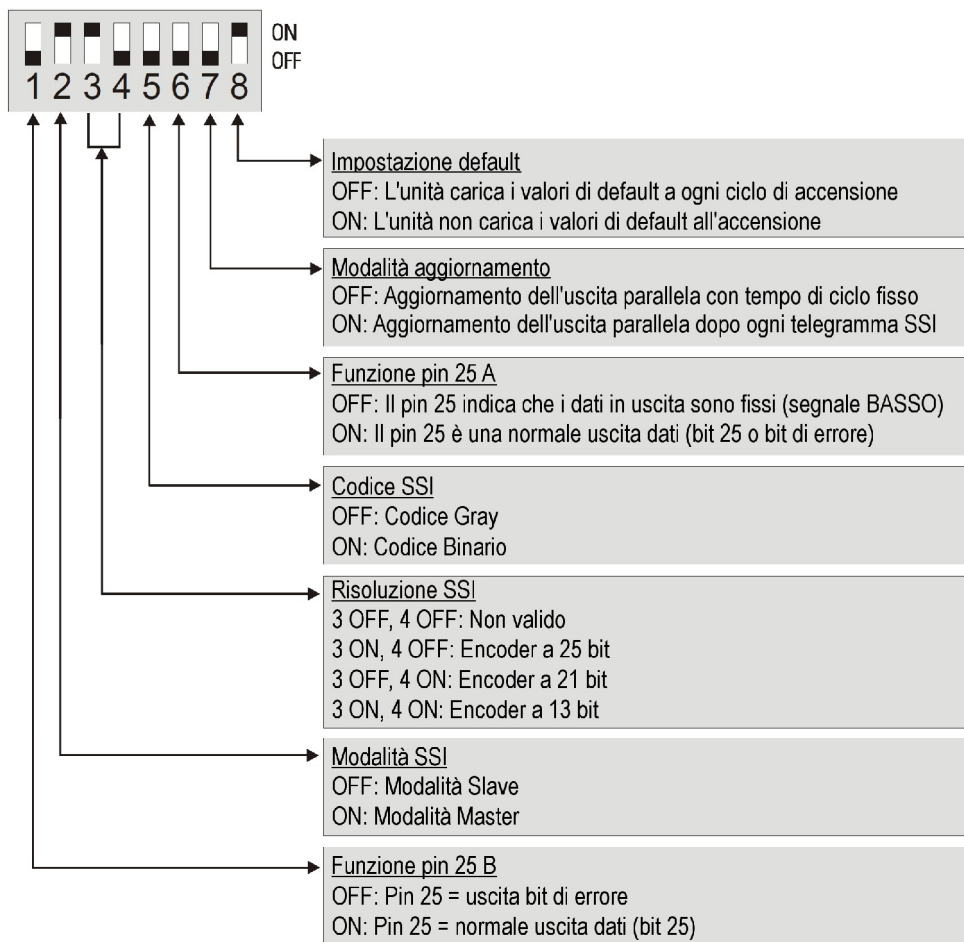 ON
OFF
1 2 3 4 5 6 7 8
Impostazione default
OFF: L'unità carica i valori di default a ogni ciclo di accensione
ON: L'unità non carica i valori di default all'accensione
Modalità aggiornamento
OFF: Aggiornamento dell'uscita parallela con tempo di ciclo fisso
ON: Aggiornamento dell'uscita parallela dopo ogni telegramma SSI
Funzione pin 25 A
OFF: Il pin 25 indica che i dati in uscita sono fissi (segnale BASSO)
ON: Il pin 25 è una normale uscita dati (bit 25 o bit di errore)
Codice SSI
OFF: Codice Gray
ON: Codice Binario
Risoluzione SSI
3 OFF, 4 OFF: Non valido
3 ON, 4 OFF: Encoder a 25 bit
3 OFF, 4 ON: Encoder a 21 bit
3 ON, 4 ON: Encoder a 13 bit
Modalità SSI
OFF: Modalità Slave
ON: Modalità Master
Funzione pin 25 B
OFF: Pin 25 = uscita bit di errore
ON: Pin 25 = normale uscita dati (bit 25)